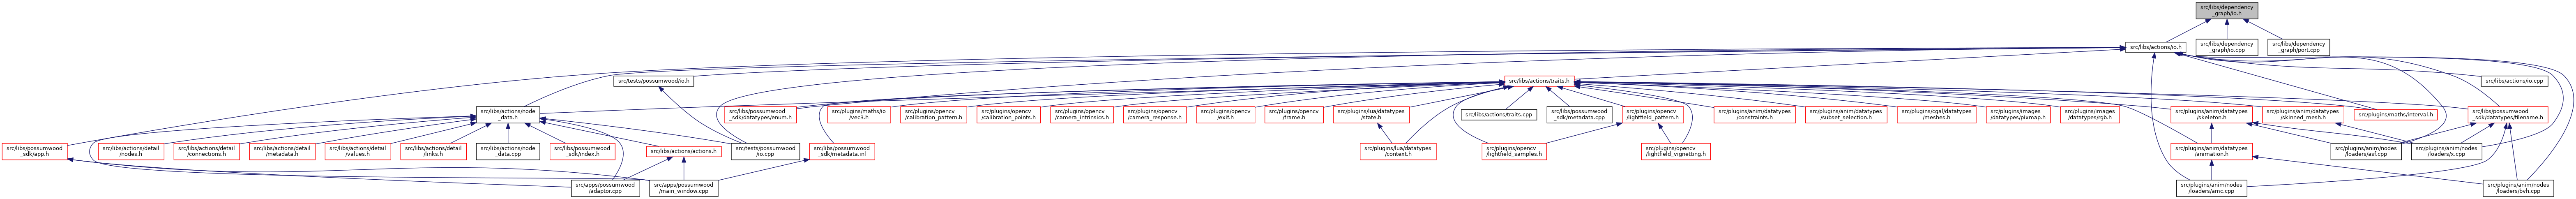 src/libs/dependency
_graph/io.h
src/libs/actions/io.h
src/libs/dependency
_graph/io.cpp
src/libs/dependency
_graph/port.cpp
src/tests/possumwood/io.h
src/libs/actions/traits.h
src/libs/actions/io.cpp
src/libs/actions/node
_data.h
src/libs/possumwood
_sdk/datatypes/enum.h
src/plugins/maths/io
/vec3.h
src/plugins/opencv
/calibration_pattern.h
src/plugins/opencv
/calibration_points.h
src/plugins/opencv
/camera_intrinsics.h
src/plugins/opencv
/camera_response.h
src/plugins/opencv
/exif.h
src/plugins/opencv
/frame.h
src/plugins/lua/datatypes
/state.h
src/libs/actions/traits.cpp
src/libs/possumwood
_sdk/metadata.cpp
src/plugins/opencv
/lightfield_pattern.h
src/plugins/anim/datatypes
/constraints.h
src/plugins/anim/datatypes
/subset_selection.h
src/plugins/cgal/datatypes
/meshes.h
src/plugins/images
/datatypes/pixmap.h
src/plugins/images
/datatypes/rgb.h
src/plugins/anim/datatypes
/skeleton.h
src/plugins/anim/datatypes
/skinned_mesh.h
src/plugins/maths/interval.h
src/libs/possumwood
_sdk/datatypes/filename.h
src/libs/possumwood
_sdk/app.h
src/libs/actions/detail
/nodes.h
src/libs/actions/detail
/connections.h
src/libs/actions/detail
/metadata.h
src/libs/actions/detail
/values.h
src/libs/actions/detail
/links.h
src/libs/actions/node
_data.cpp
src/libs/possumwood
_sdk/index.h
src/libs/actions/actions.h
src/tests/possumwood
/io.cpp
src/libs/possumwood
_sdk/metadata.inl
src/plugins/lua/datatypes
/context.h
src/plugins/opencv
/lightfield_samples.h
src/plugins/opencv
/lightfield_vignetting.h
src/plugins/anim/datatypes
/animation.h
src/plugins/anim/nodes
/loaders/asf.cpp
src/plugins/anim/nodes
/loaders/x.cpp
src/apps/possumwood
/adaptor.cpp
src/apps/possumwood
/main_window.cpp
src/plugins/anim/nodes
/loaders/amc.cpp
src/plugins/anim/nodes
/loaders/bvh.cpp